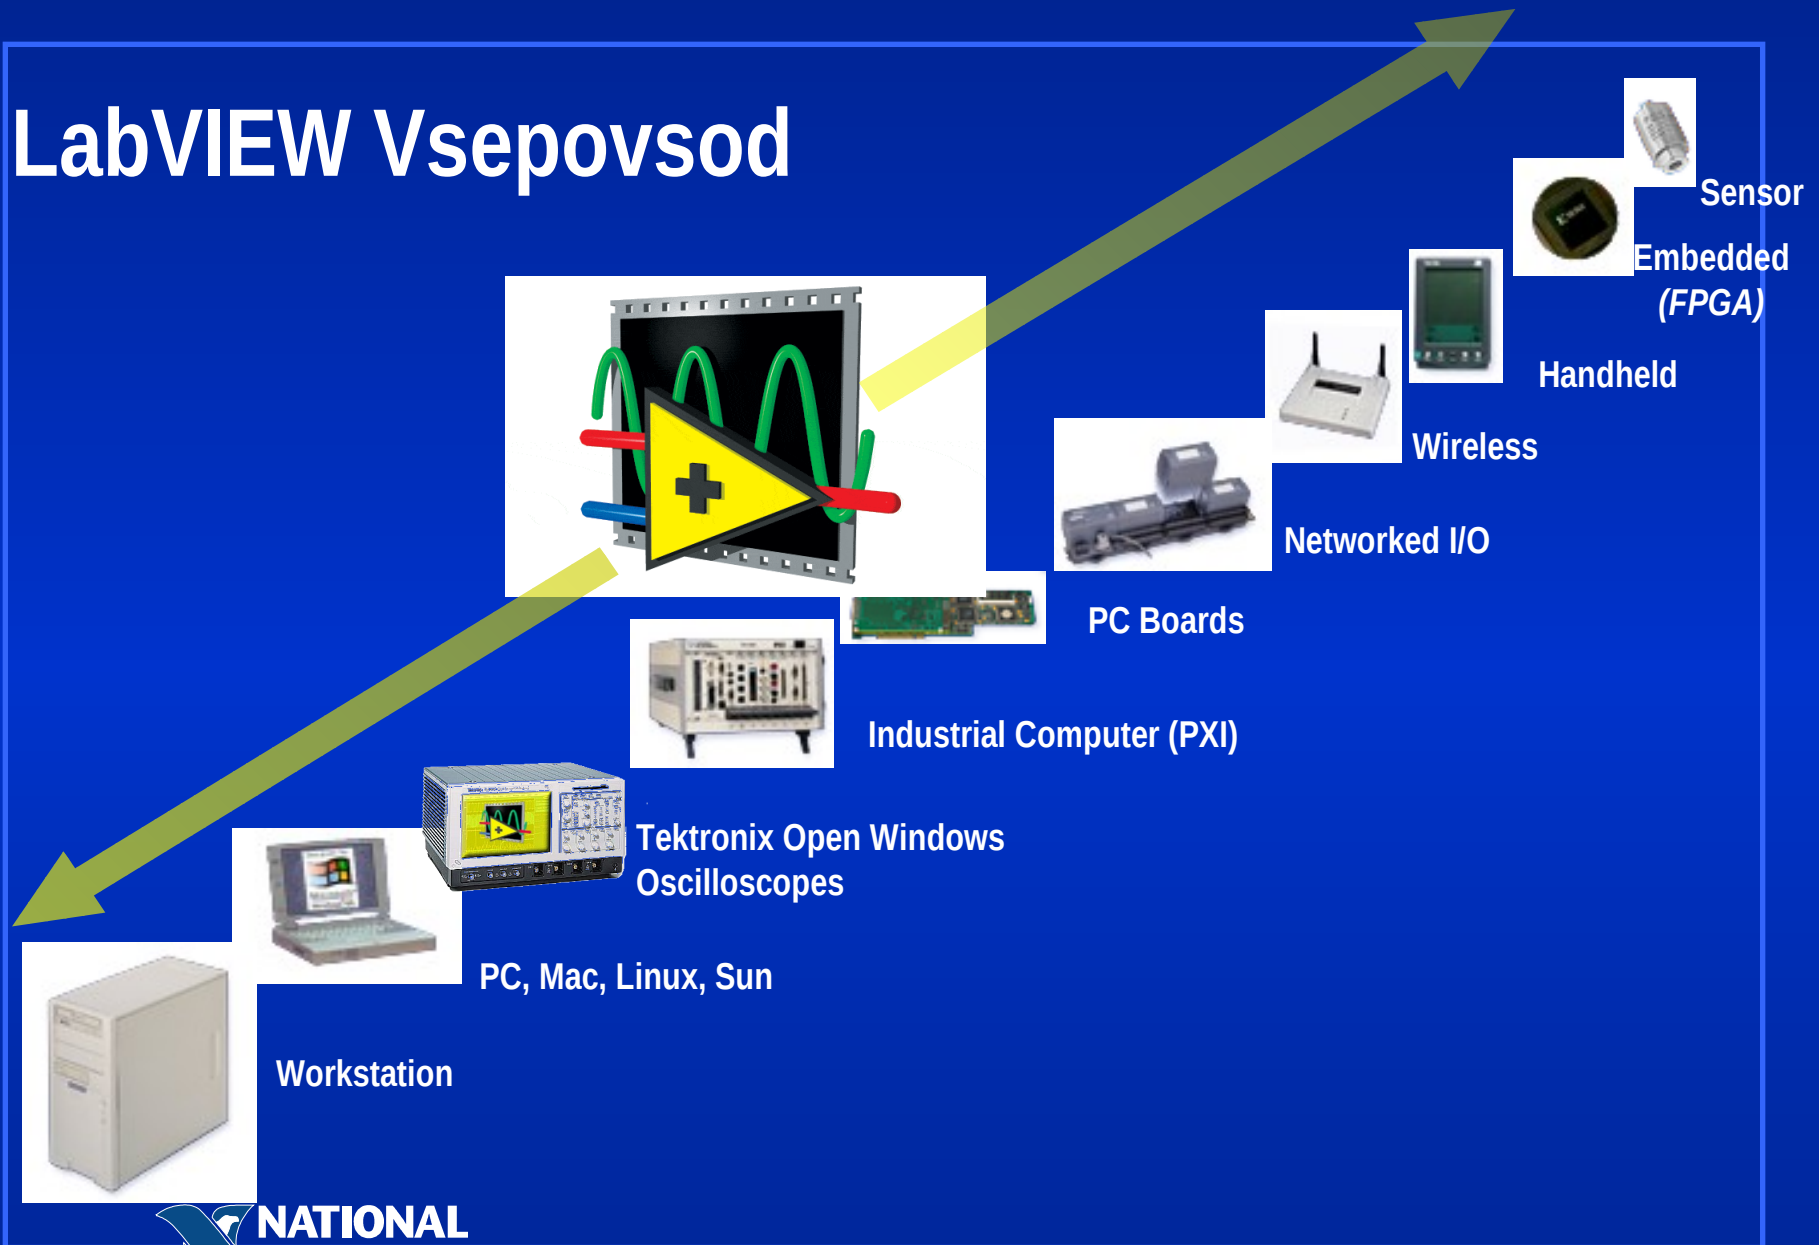 LabVIEW Vsepovsod
Sensor
Embedded
(FPGA)
Handheld
Wireless
Networked I/O
PC Boards
Industrial Computer (PXI)
Tektronix Open Windows
Oscilloscopes
PC, Mac, Linux, Sun
Workstation
NATIONAL